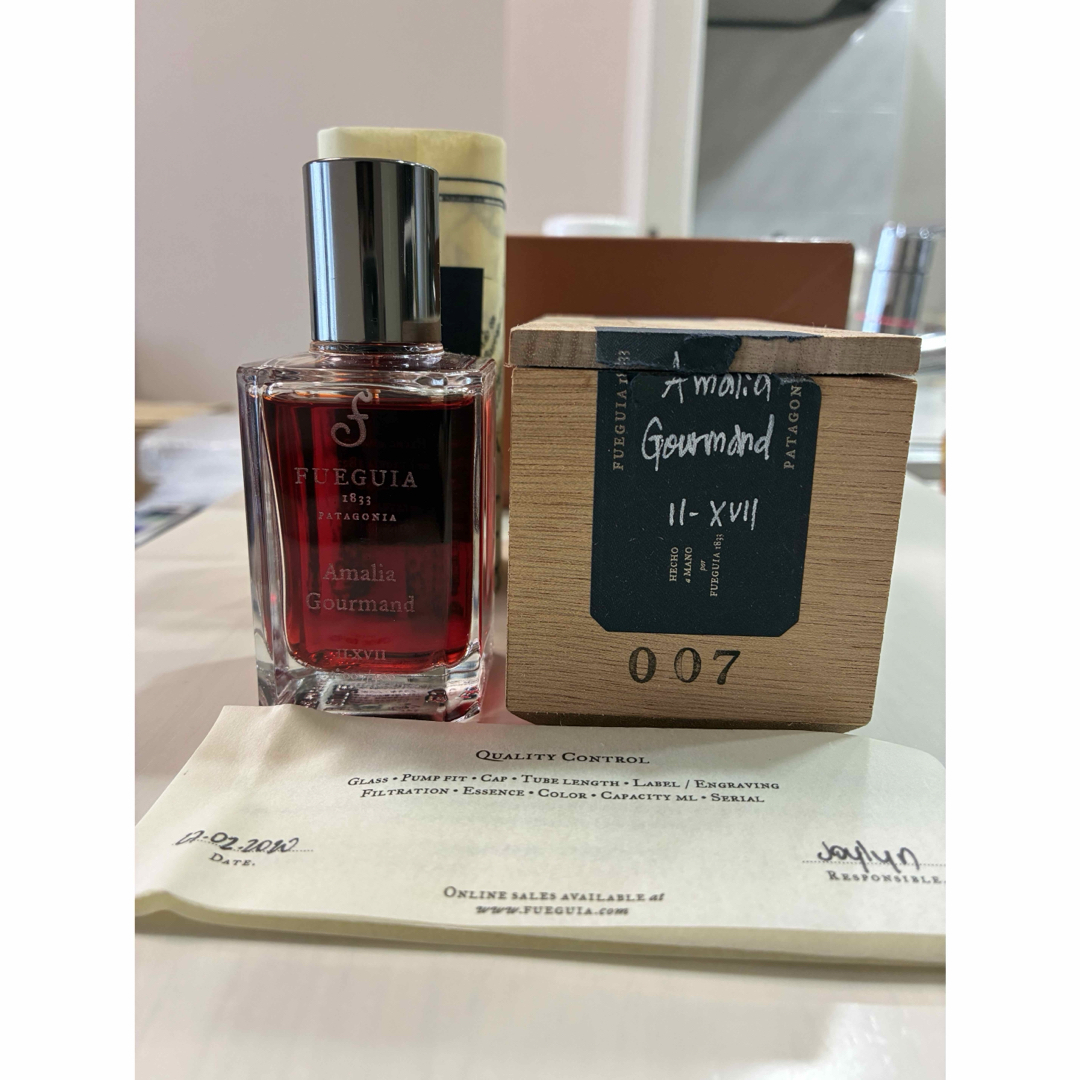 f
FUEGUIA
1833
PATAGONIA
Amalia
Gourmand
II-XVII
FUEGUIA 1833
Amalia
Gourmand
II-XVII
PATAGON
HECHO
a MANO
por
FUEGUIA 1833
007
QUALITY CONTROL
GLASS • PUMP FIT • CAP • TUBE LENGTH • LABEL / ENGRAVING
FILTRATION • ESSENCE • COLOR • CAPACITY ML • SERIAL
DATE.
Joylyn
RESPONSIBLE.
ONLINE SALES AVAILABLE at
www.FUEGUIA.com